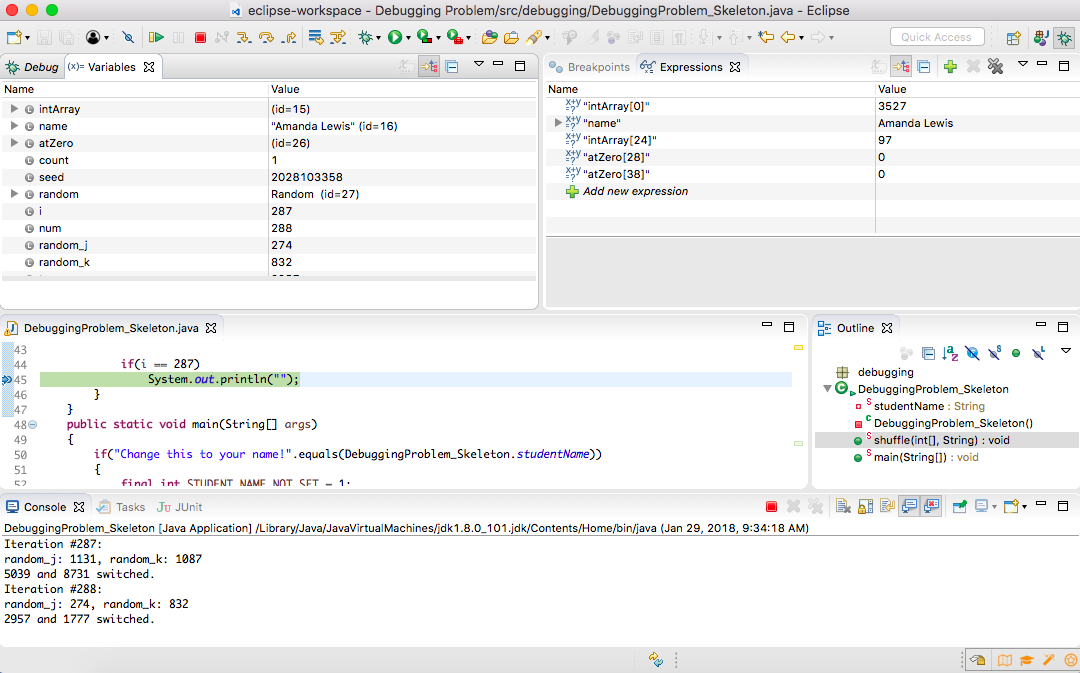 eclipse-workspace - Debugging Problem/src/debugging/DebuggingProblem_Skeleton.java - Eclipse
Quick Access
Debug (x)= Variables
Name Value
intArray (id=15)
name "Amanda Lewis" (id=16)
atZero (id=26)
count 1
seed 2028103358
random Random (id=27)
i 287
num 288
random_j 274
random_k 832
Breakpoints Expressions
Name Value
"intArray[0]" 3527
"name" Amanda Lewis
"intArray[24]" 97
"atZero[28]" 0
"atZero[38]" 0
Add new expression
DebuggingProblem_Skeleton.java
43
44 if(i == 287)
45 System.out.println("");
46 }
47 }
48 public static void main(String[] args)
49 {
50 if("Change this to your name!".equals(DebuggingProblem_Skeleton.studentName))
51 {
52 final int STUDENT_NAME_NOT_SET = 1;
Outline
debugging
DebuggingProblem_Skeleton
studentName : String
DebuggingProblem_Skeleton()
shuffle(int[], String) : void
main(String[]) : void
Console Tasks JUnit
DebuggingProblem_Skeleton [Java Application] /Library/Java/JavaVirtualMachines/jdk1.8.0_101.jdk/Contents/Home/bin/java (Jan 29, 2018, 9:34:18 AM)
Iteration #287:
random_j: 1131, random_k: 1087
5039 and 8731 switched.
Iteration #288:
random_j: 274, random_k: 832
2957 and 1777 switched.